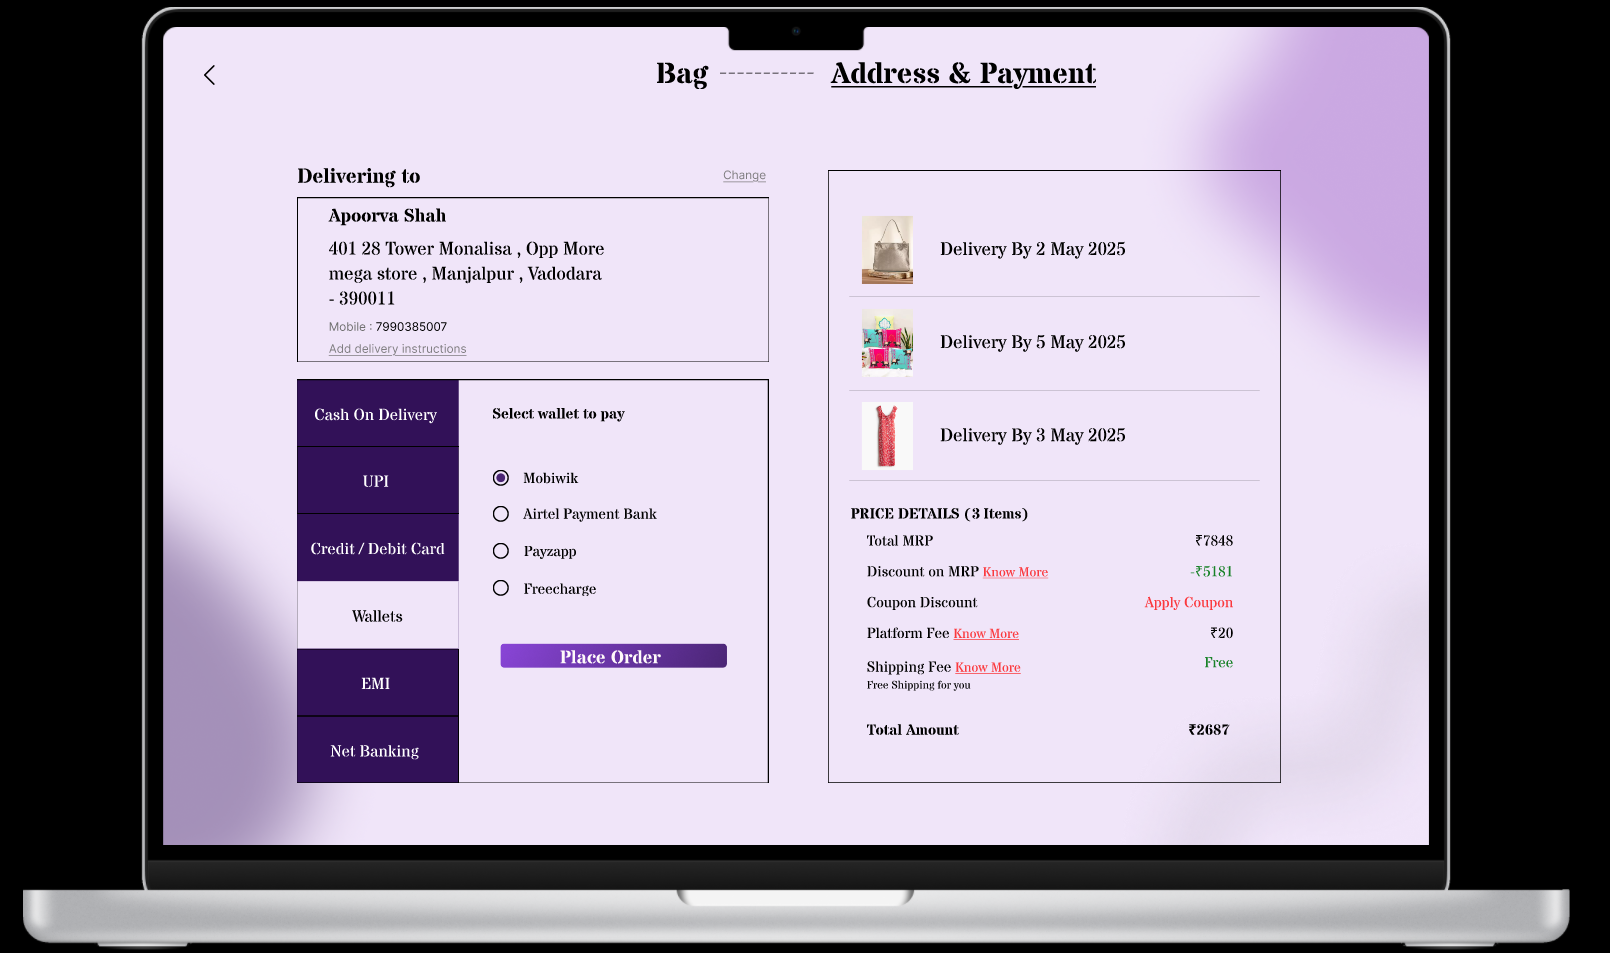 Bag ----------- Address & Payment
Delivering to
Change
Apoorva Shah
401 28 Tower Monalisa , Opp More
mega store , Manjalpur , Vadodara
- 390011
Mobile : 7990385007
Add delivery instructions
Cash On Delivery
UPI
Credit / Debit Card
Wallets
EMI
Net Banking
Select wallet to pay
Mobiwik
Airtel Payment Bank
Payzapp
Freecharge
Place Order
Delivery By 2 May 2025
Delivery By 5 May 2025
Delivery By 3 May 2025
PRICE DETAILS (3 Items)
Total MRP ₹7848
Discount on MRP Know More -₹5181
Coupon Discount Apply Coupon
Platform Fee Know More ₹20
Shipping Fee Know More Free
Free Shipping for you
Total Amount ₹2687